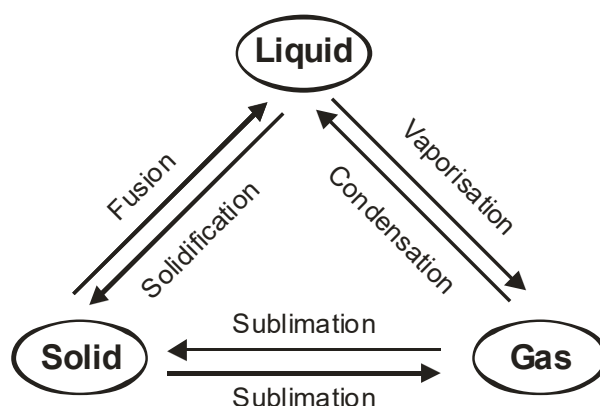 Liquid
Fusion
Solidification
Condensation
Vaporisation
Solid
Sublimation
Sublimation
Gas